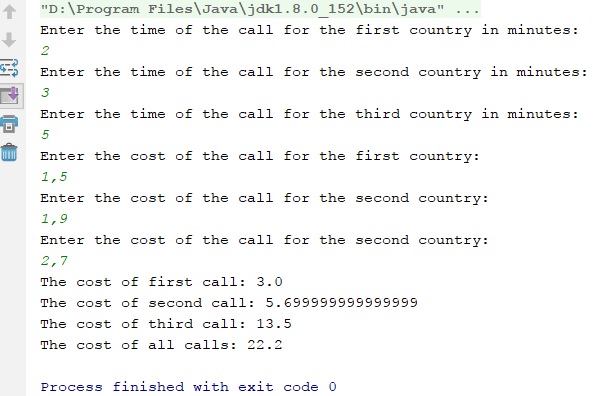 "D:\Program Files\Java\jdk1.8.0_152\bin\java" ...
Enter the time of the call for the first country in minutes:
2
Enter the time of the call for the second country in minutes:
3
Enter the time of the call for the third country in minutes:
5
Enter the cost of the call for the first country:
1,5
Enter the cost of the call for the second country:
1,9
Enter the cost of the call for the second country:
2,7
The cost of first call: 3.0
The cost of second call: 5.699999999999999
The cost of third call: 13.5
The cost of all calls: 22.2
Process finished with exit code 0